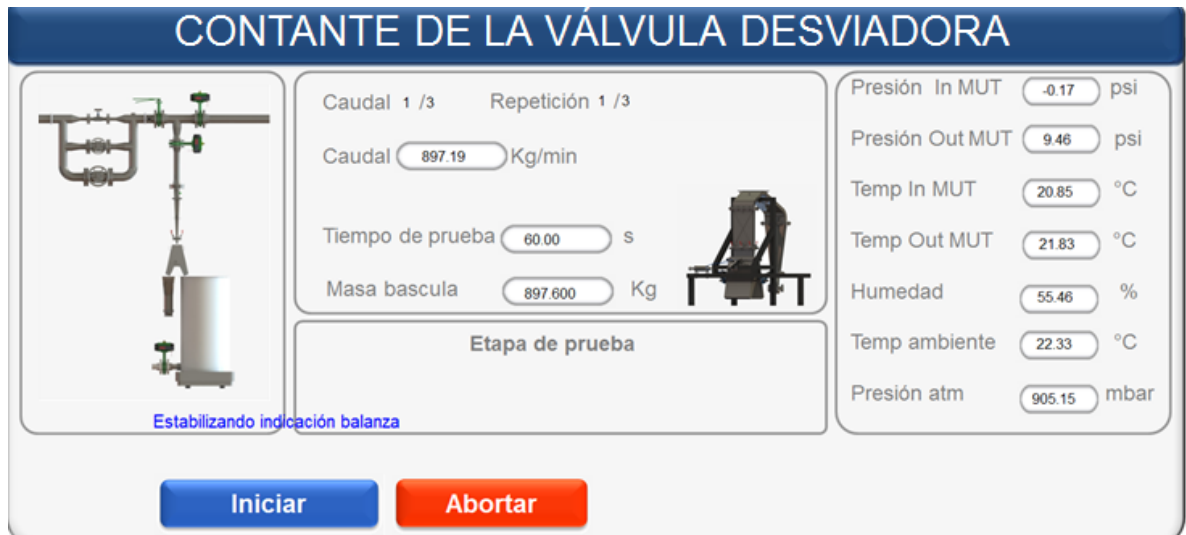 CONTANTE DE LA VÁLVULA DESVIADORA
Caudal 1 /3 Repetición 1 /3
Caudal 897.19 Kg/min
Tiempo de prueba 60.00 s
Masa bascula 897.600 Kg
Etapa de prueba
Estabilizando indicación balanza
Presión In MUT -0.17 psi
Presión Out MUT 9.46 psi
Temp In MUT 20.85 °C
Temp Out MUT 21.83 °C
Humedad 55.46 %
Temp ambiente 22.33 °C
Presión atm 905.15 mbar
Iniciar Abortar